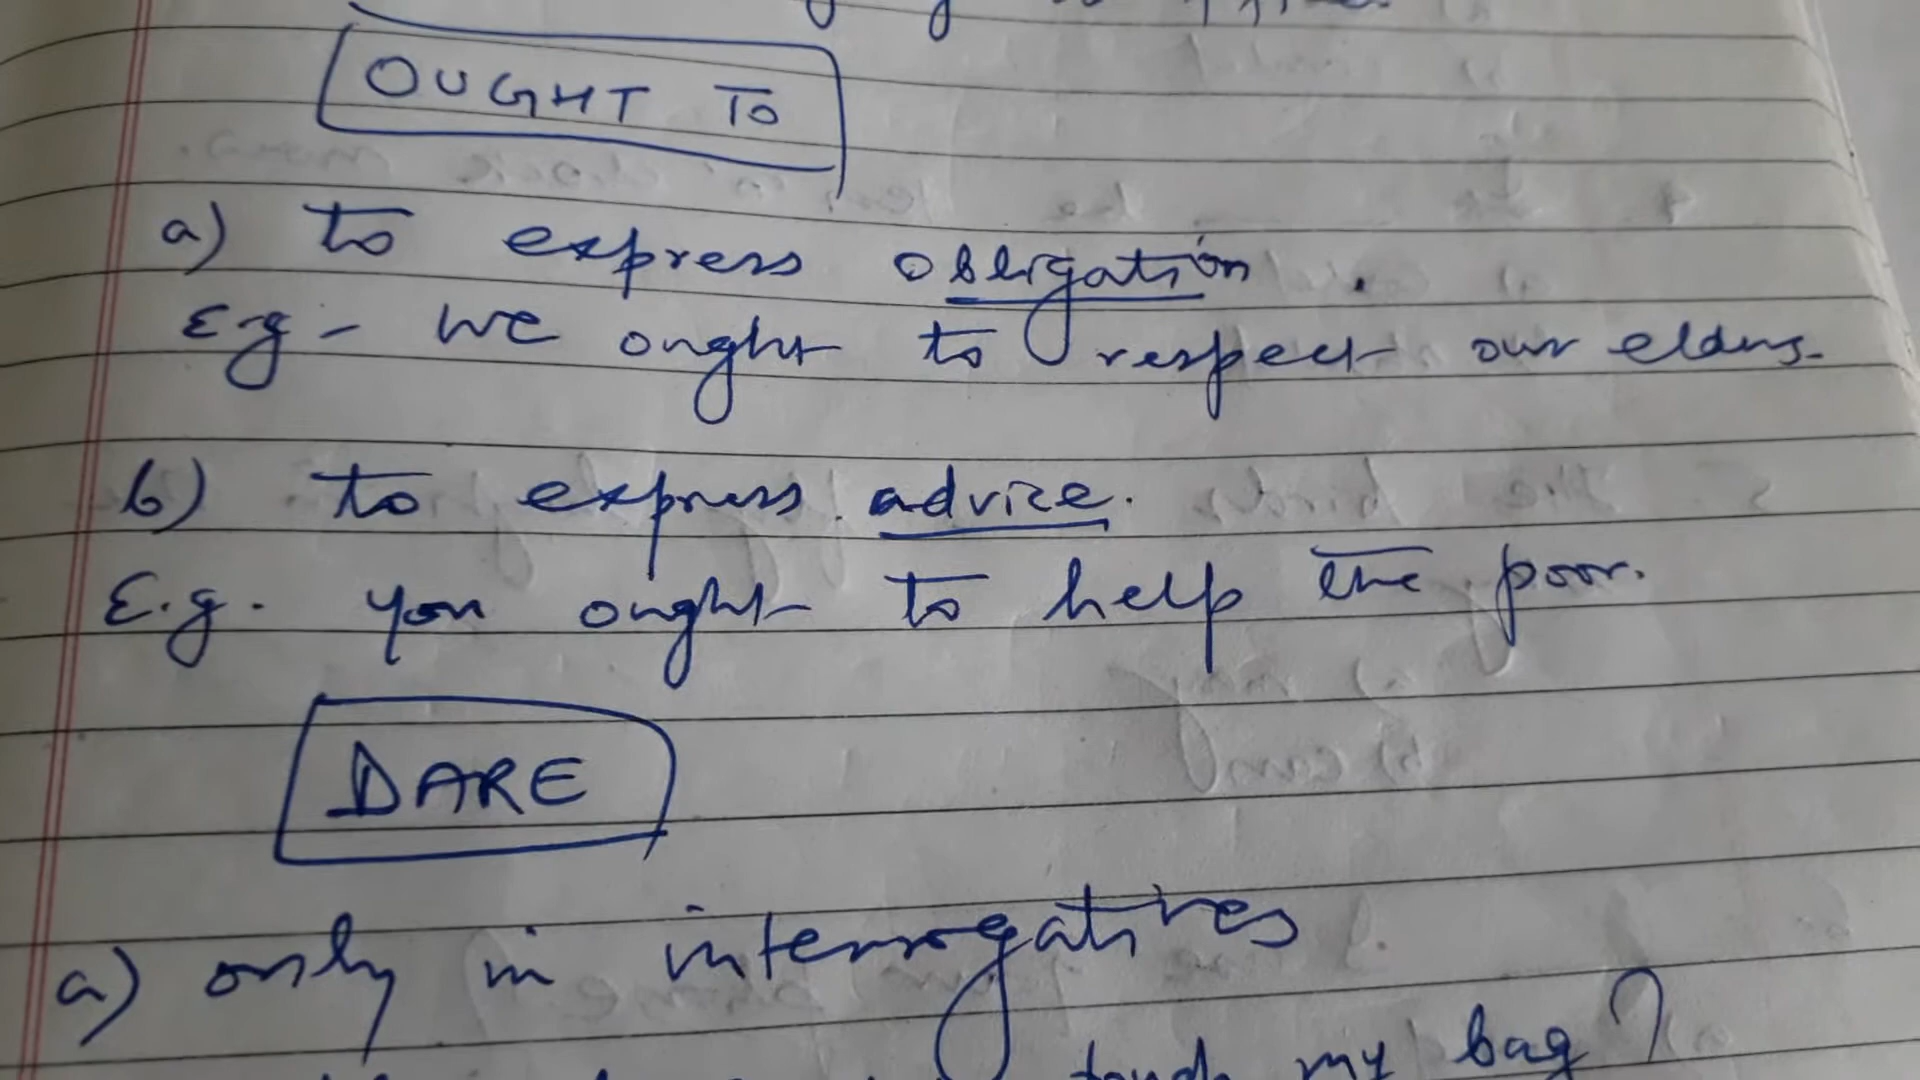 OUGHT TO
a) to express obligation.
E.g - We ought to respect our elders.
b) to express advice.
E.g. You ought to help the poor.
DARE
a) only in interrogatives
touch my bag?